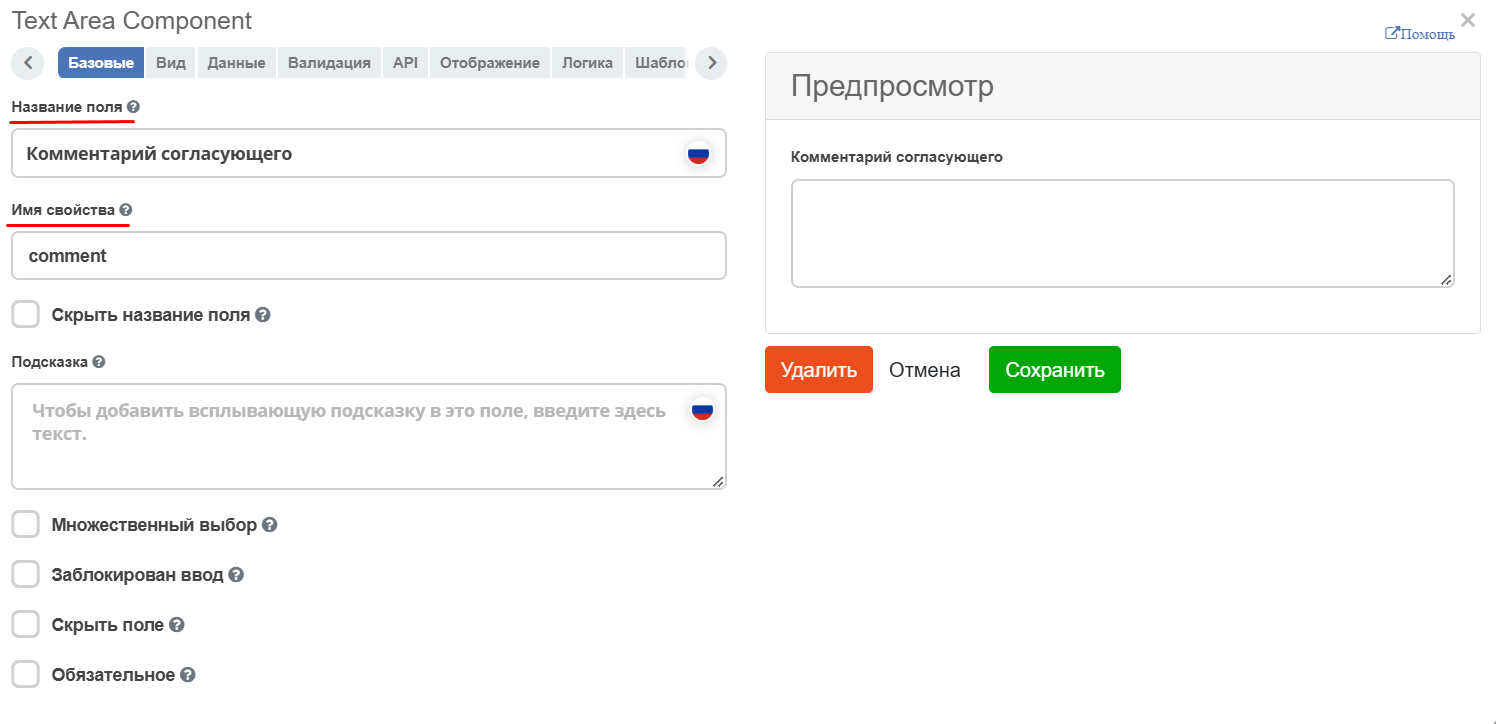 Text Area Component
Помощь
Базовые Вид Данные Валидация API Отображение Логика Шабло
Название поля
Комментарий согласующего
Имя свойства
comment
Скрыть название поля
Подсказка
Чтобы добавить всплывающую подсказку в это поле, введите здесь
текст.
Множественный выбор
Заблокирован ввод
Скрыть поле
Обязательное
Предпросмотр
Комментарий согласующего
Удалить Отмена Сохранить